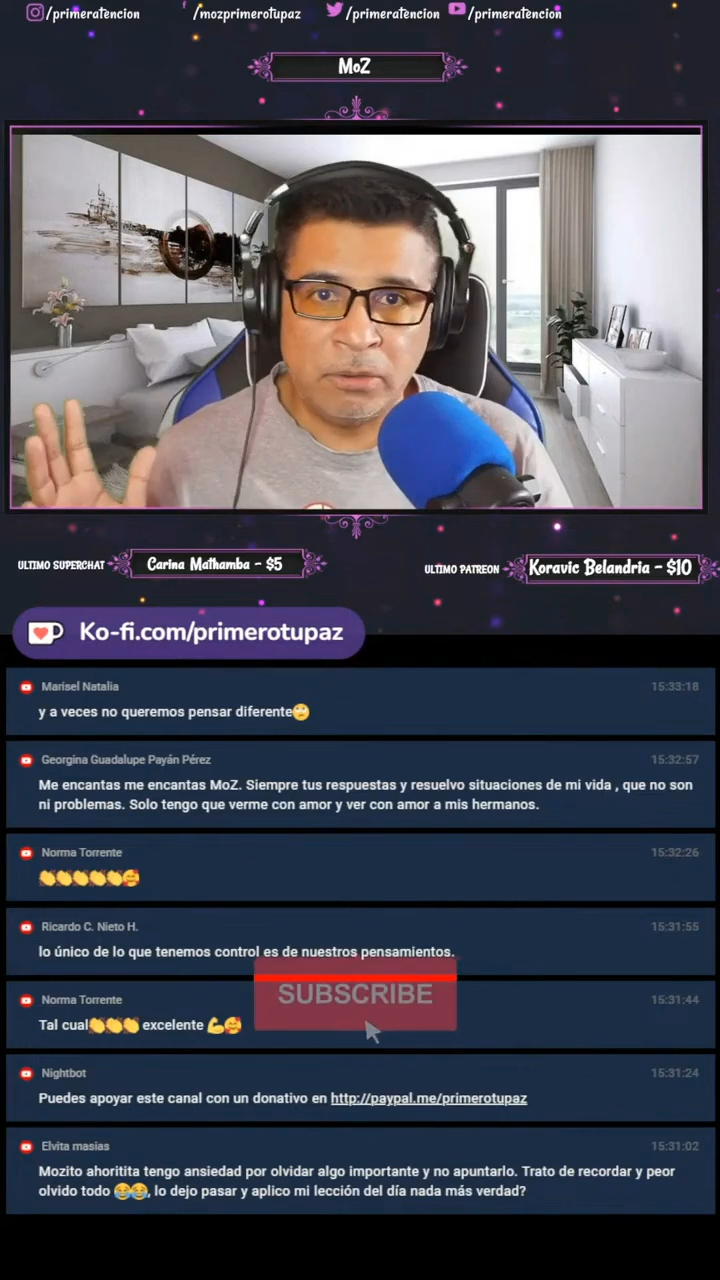 /primeratencion
/mozprimerotupaz
/primeratencion
/primeratencion
MoZ
ULTIMO SUPERCHAT
Carina Mathamba - $5
ULTIMO PATREON
Koravic Belandria - $10
Ko-fi.com/primerotupaz
Marisel Natalia 15:33:18
y a veces no queremos pensar diferente🙄
Georgina Guadalupe Payán Pérez 15:32:57
Me encantas me encantas MoZ. Siempre tus respuestas y resuelvo situaciones de mi vida , que no son
ni problemas. Solo tengo que verme con amor y ver con amor a mis hermanos.
Norma Torrente 15:32:26
👏👏👏👏👏🥰
Ricardo C. Nieto H. 15:31:55
lo único de lo que tenemos control es de nuestros pensamientos.
SUBSCRIBE
Norma Torrente 15:31:44
Tal cual👏👏👏 excelente 💪🥰
Nightbot 15:31:24
Puedes apoyar este canal con un donativo en http://paypal.me/primerotupaz
Elvita masias 15:31:02
Mozito ahoritita tengo ansiedad por olvidar algo importante y no apuntarlo. Trato de recordar y peor
olvido todo 😂😂, lo dejo pasar y aplico mi lección del día nada más verdad?